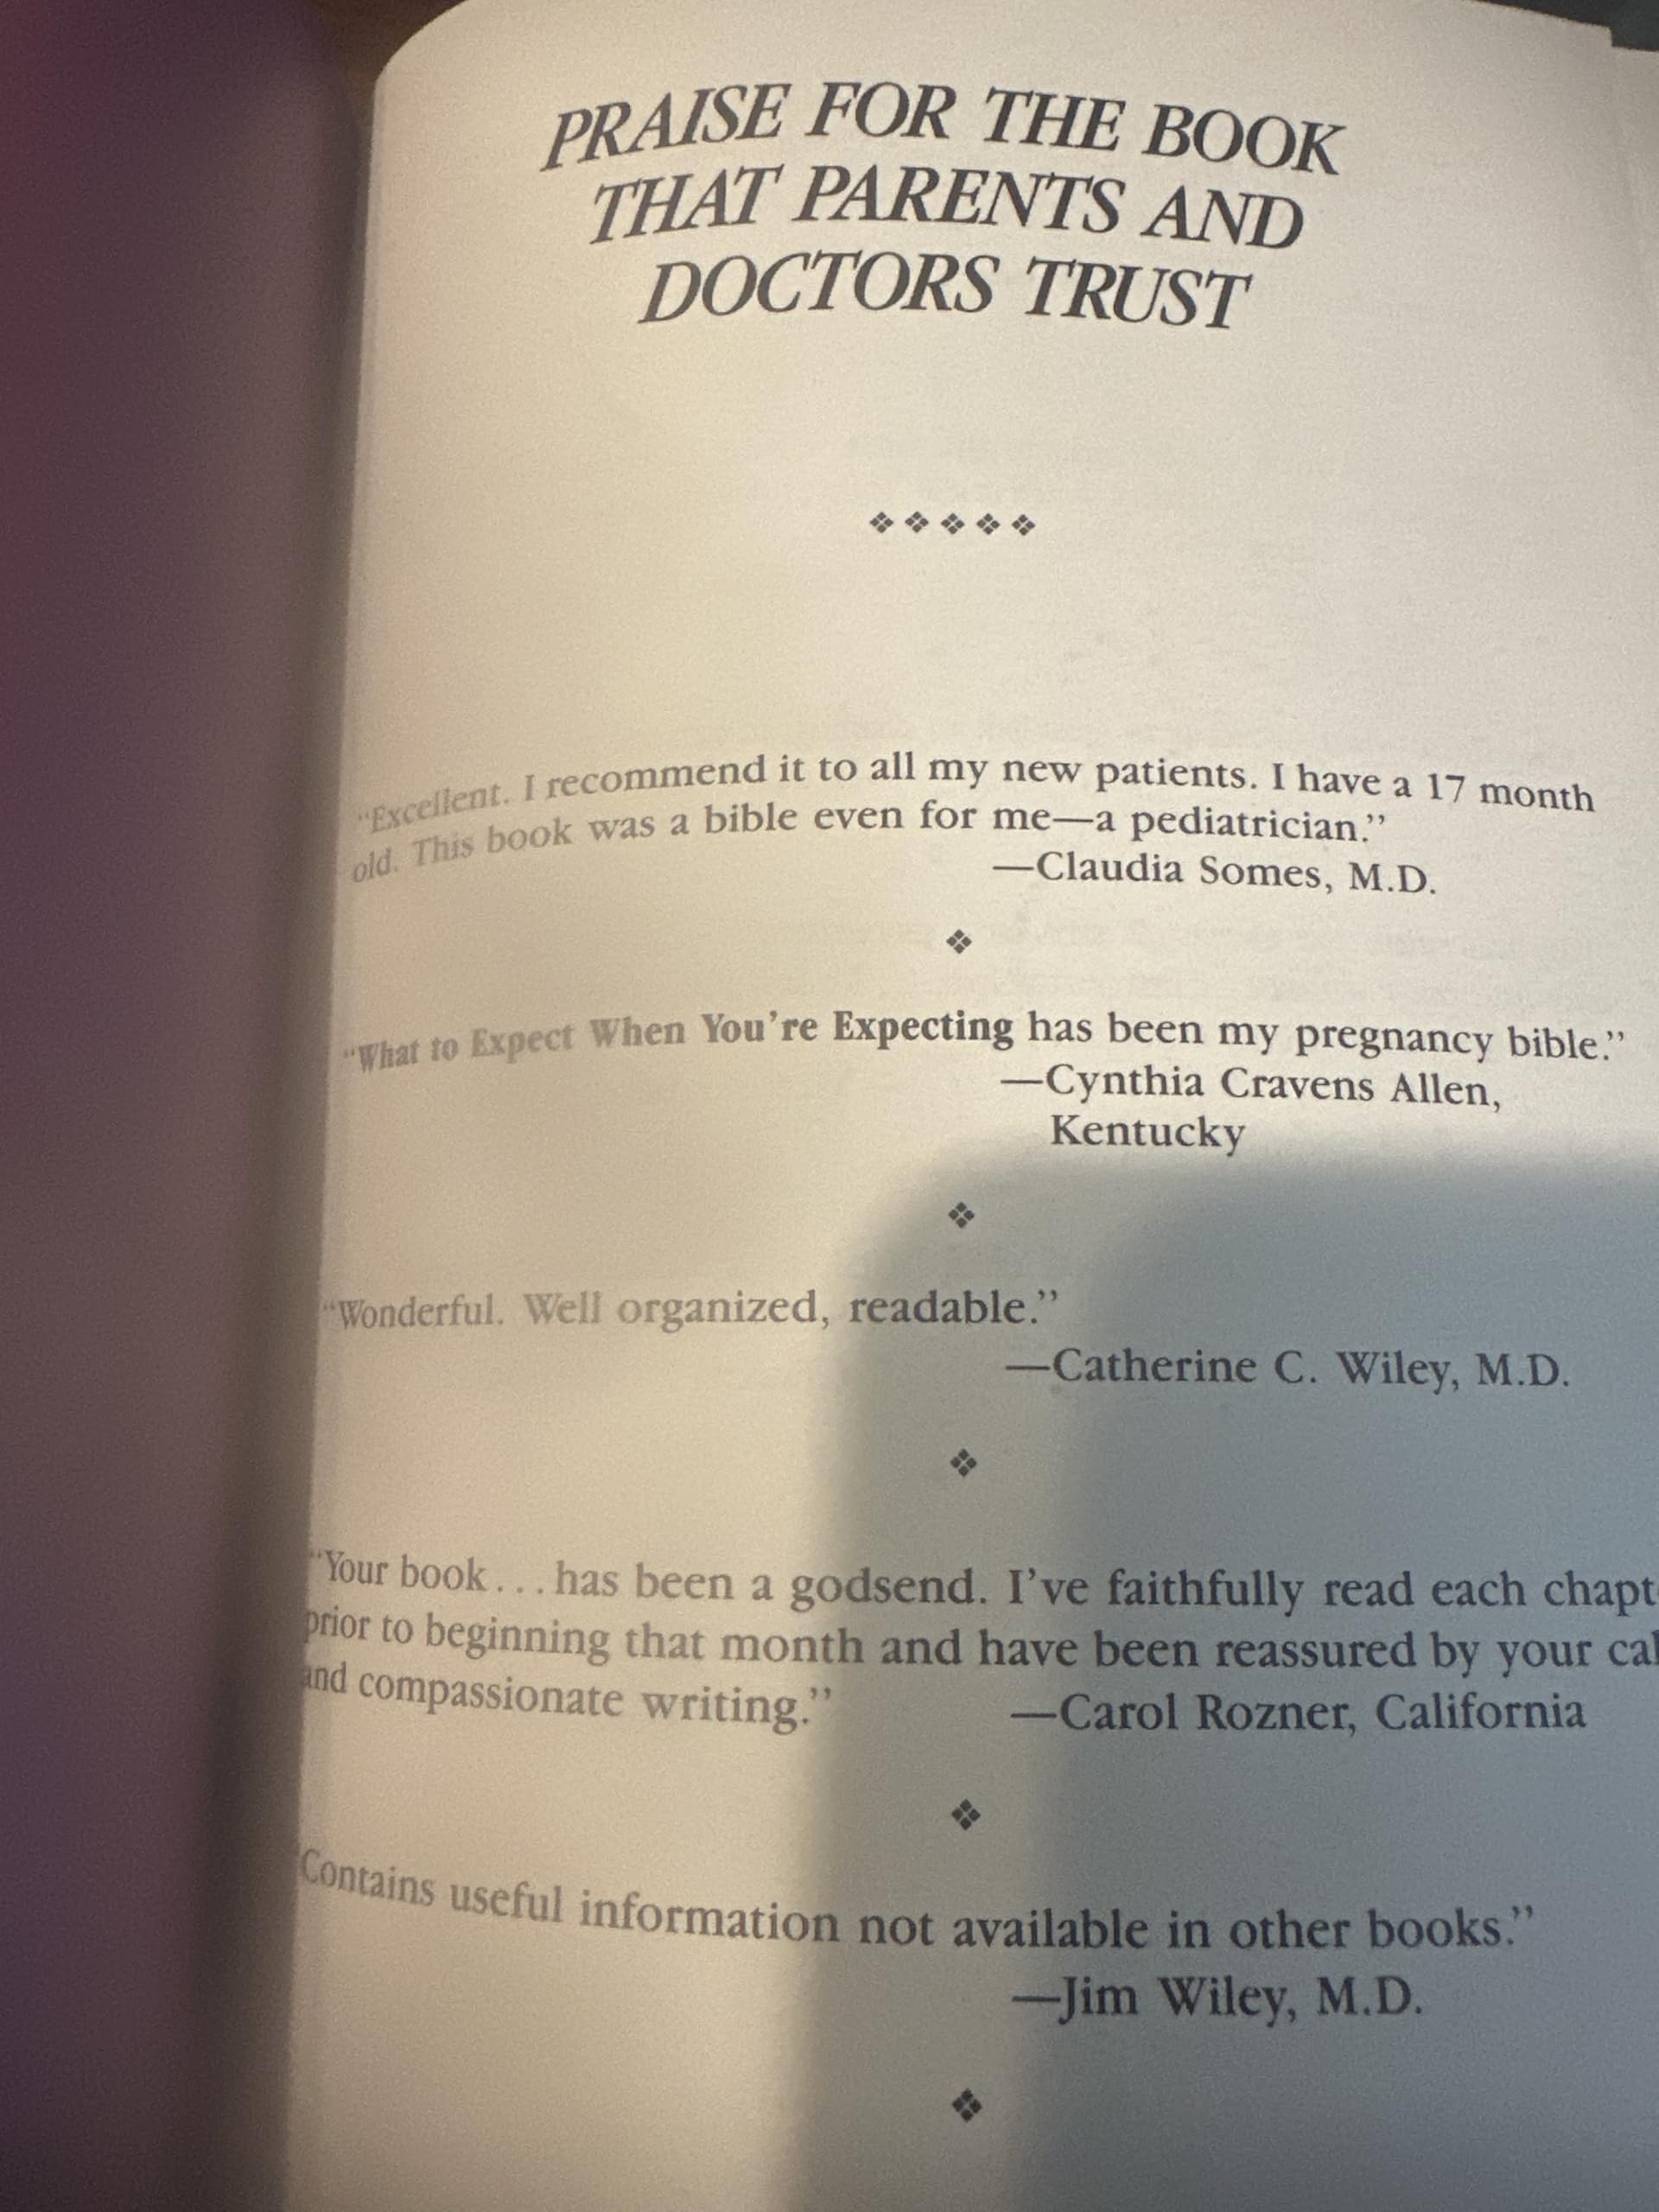 PRAISE FOR THE BOOK
THAT PARENTS AND
DOCTORS TRUST
“Excellent. I recommend it to all my new patients. I have a 17 month
old. This book was a bible even for me—a pediatrician.”
—Claudia Somes, M.D.
“What to Expect When You’re Expecting has been my pregnancy bible.”
—Cynthia Cravens Allen,
Kentucky
“Wonderful. Well organized, readable.”
—Catherine C. Wiley, M.D.
“Your book...has been a godsend. I’ve faithfully read each
prior to beginning that month and have been reassured by your
and compassionate writing.” —Carol Rozner, California
Contains useful information not available in other books.”
—Jim Wiley, M.D.